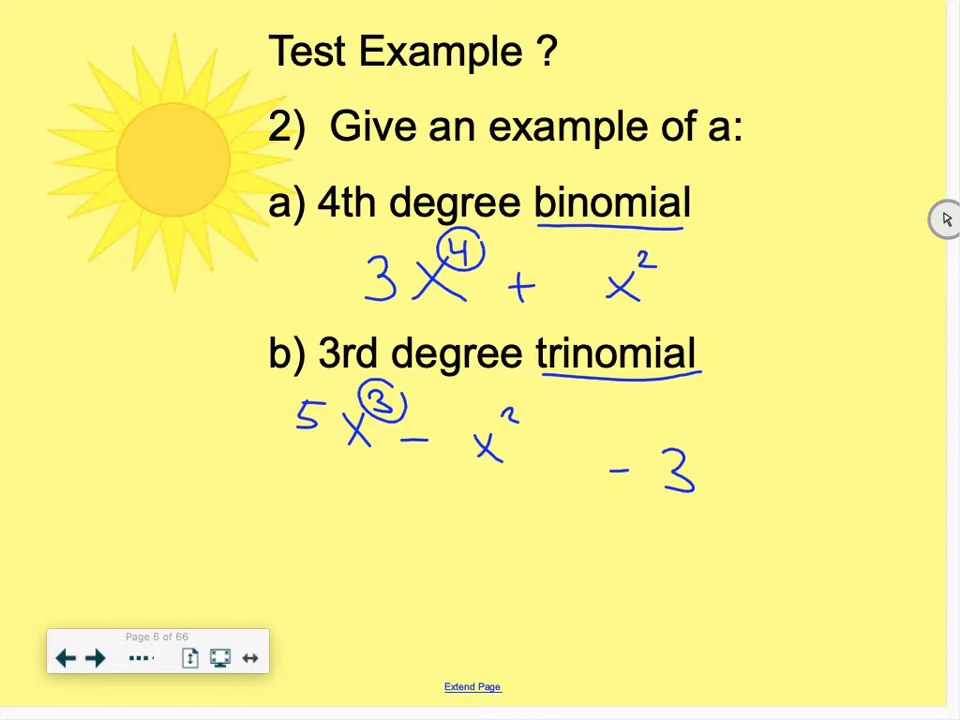 Test Example ?
2) Give an example of a:
a) 4th degree binomial
3x⁴ + x²
b) 3rd degree trinomial
5x³ - x² - 3
Page 6 of 66
Extend Page